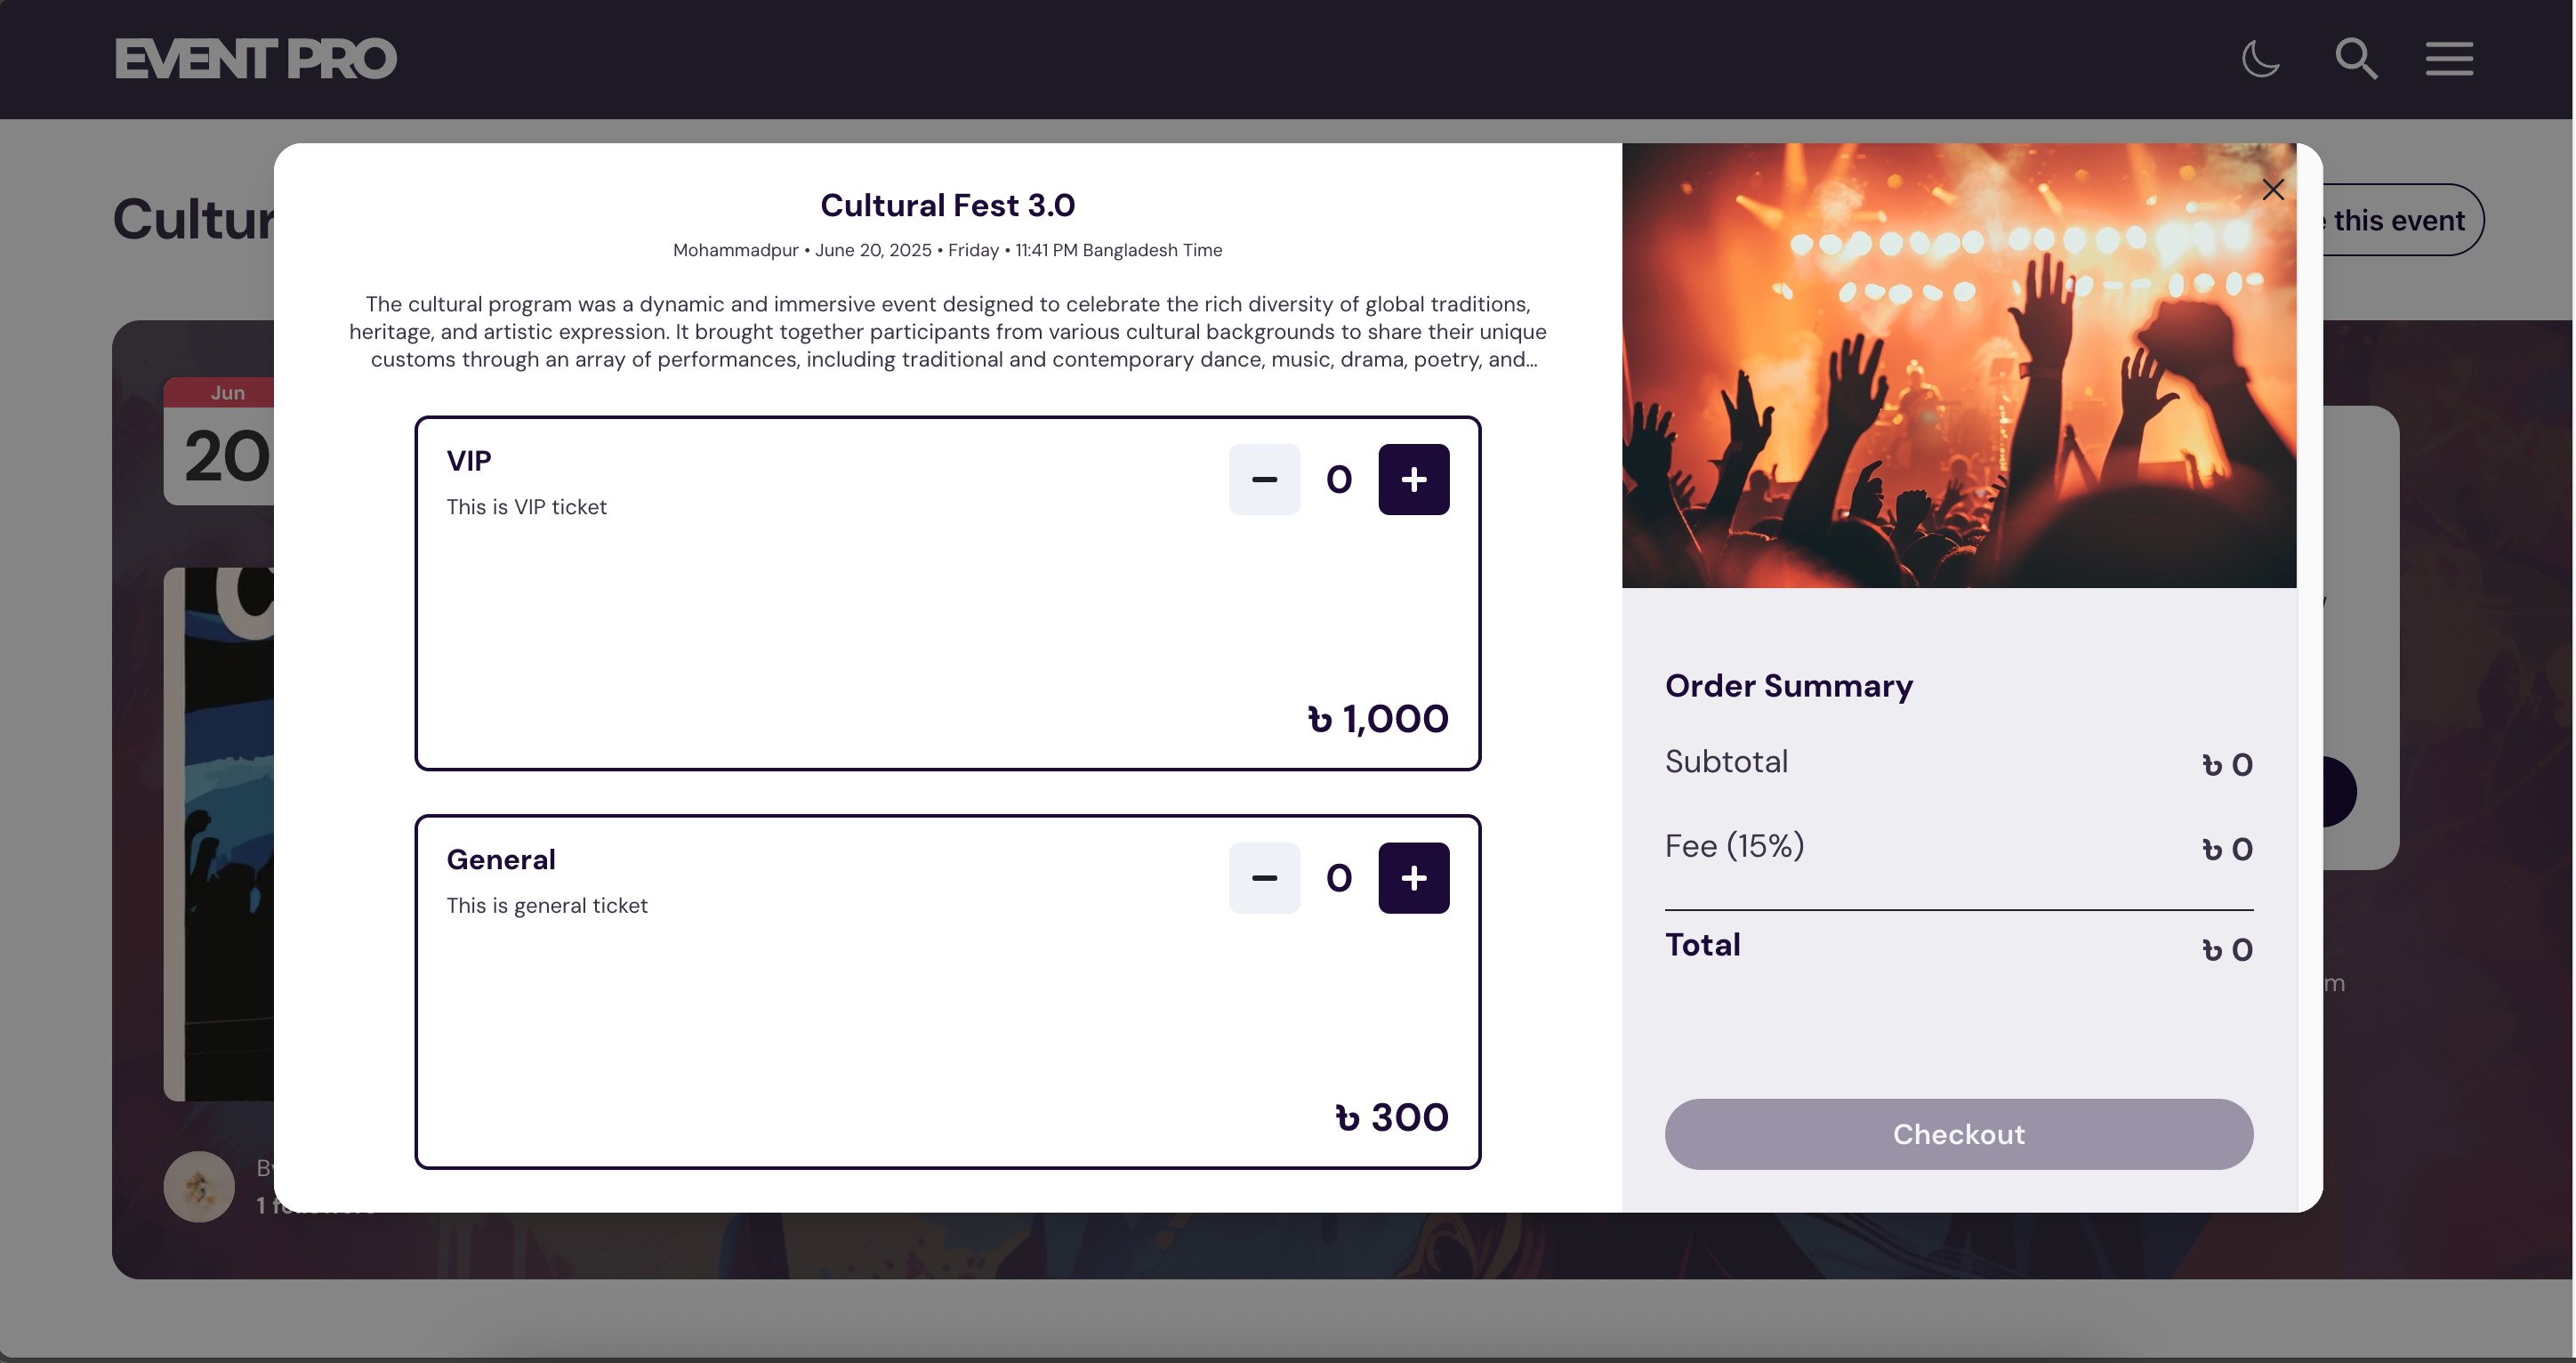 EVENT PRO
Cultur
this event
Jun
20
By
1 followers
m
Cultural Fest 3.0
Mohammadpur • June 20, 2025 • Friday • 11:41 PM Bangladesh Time
The cultural program was a dynamic and immersive event designed to celebrate the rich diversity of global traditions,
heritage, and artistic expression. It brought together participants from various cultural backgrounds to share their unique
customs through an array of performances, including traditional and contemporary dance, music, drama, poetry, and...
VIP
0
This is VIP ticket
৳ 1,000
General
0
This is general ticket
৳ 300
Order Summary
Subtotal ৳ 0
Fee (15%) ৳ 0
Total ৳ 0
Checkout